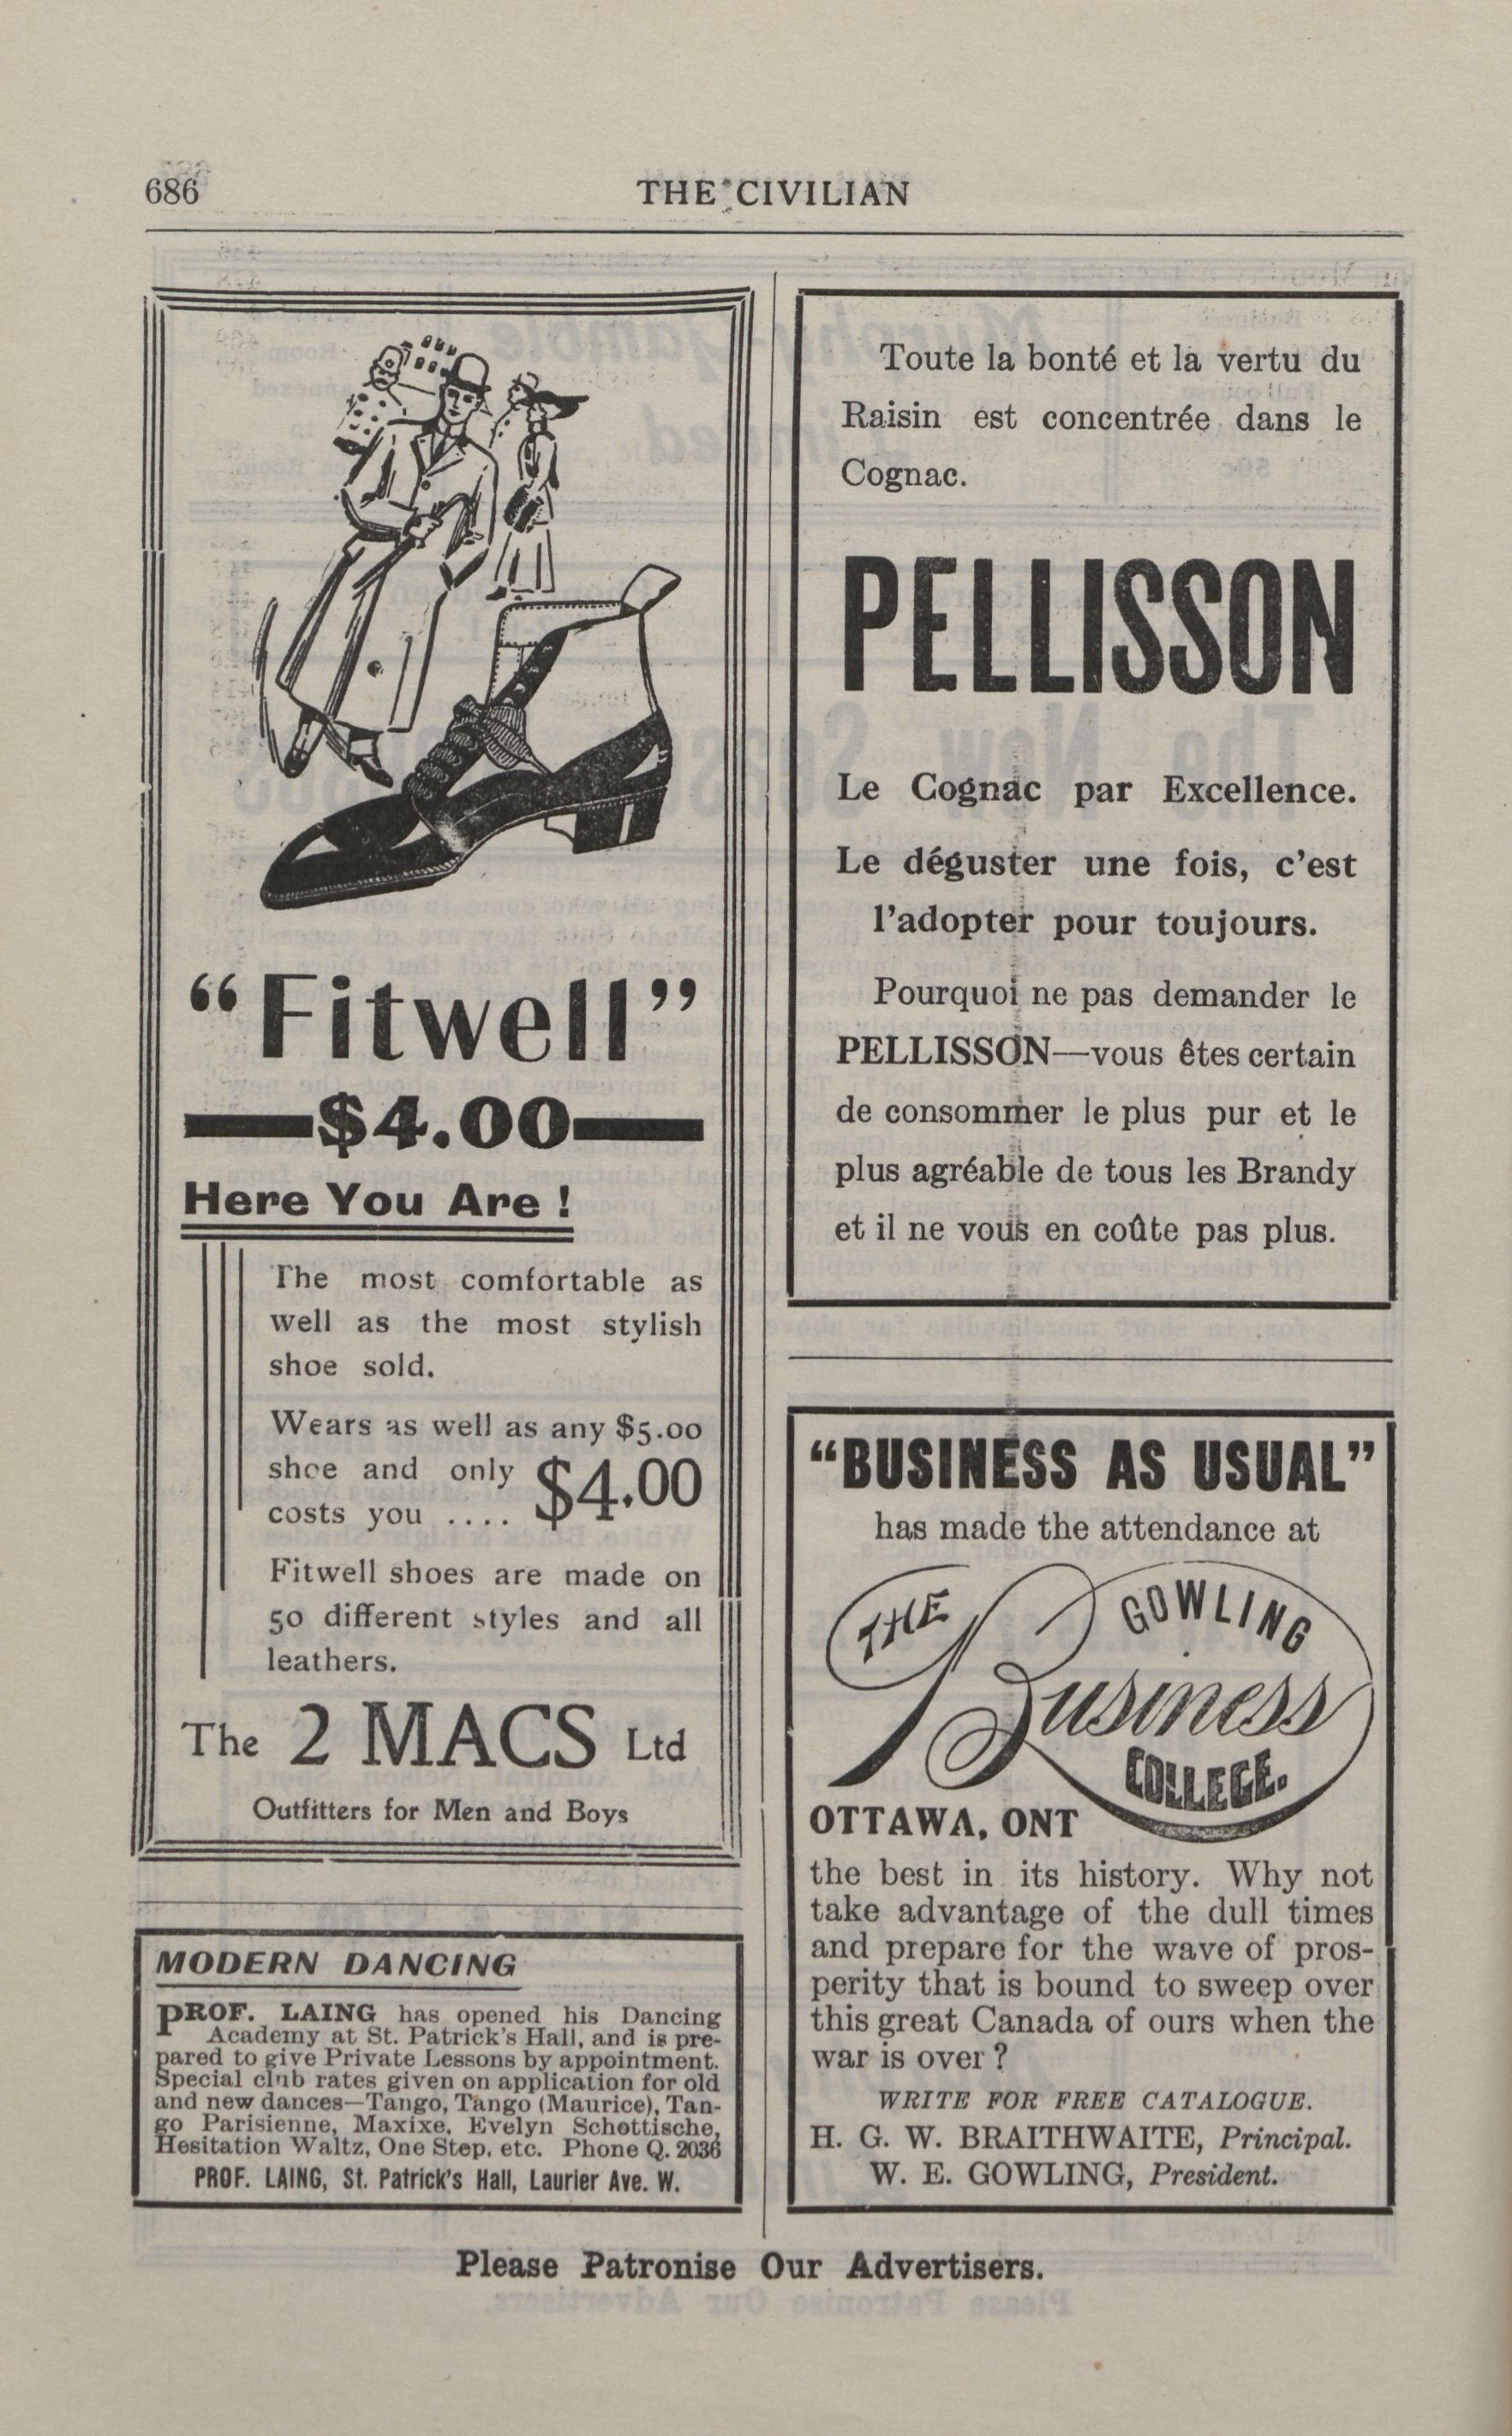 686
THE CIVILIAN
"Fitwell"
$4.00
Here You Are !
The most comfortable as
well as the most stylish
shoe sold.
Wears as well as any $5.00
shoe and only
costs you .... $4.00
Fitwell shoes are made on
50 different styles and all
leathers.
The 2 MACS Ltd
Outfitters for Men and Boys
MODERN DANCING
PROF. LAING has opened his Dancing
Academy at St. Patrick's Hall, and is pre-
pared to give Private Lessons by appointment.
Special club rates given on application for old
and new dances—Tango, Tango (Maurice), Tan-
go Parisienne, Maxixe, Evelyn Schottische,
Hesitation Waltz, One Step, etc. Phone Q. 2036
PROF. LAING, St. Patrick's Hall, Laurier Ave. W.
Toute la bonté et la vertu du
Raisin est concentrée dans le
Cognac.
PELLISSON
Le Cognac par Excellence.
Le déguster une fois, c'est
l'adopter pour toujours.
Pourquoi ne pas demander le
PELLISSON—vous êtes certain
de consommer le plus pur et le
plus agréable de tous les Brandy
et il ne vous en coûte pas plus.
"BUSINESS AS USUAL"
has made the attendance at
THE GOWLING
Business
COLLEGE.
OTTAWA, ONT
the best in its history. Why not
take advantage of the dull times
and prepare for the wave of pros-
perity that is bound to sweep over
this great Canada of ours when the
war is over ?
WRITE FOR FREE CATALOGUE.
H. G. W. BRAITHWAITE, Principal.
W. E. GOWLING, President.
Please Patronise Our Advertisers.